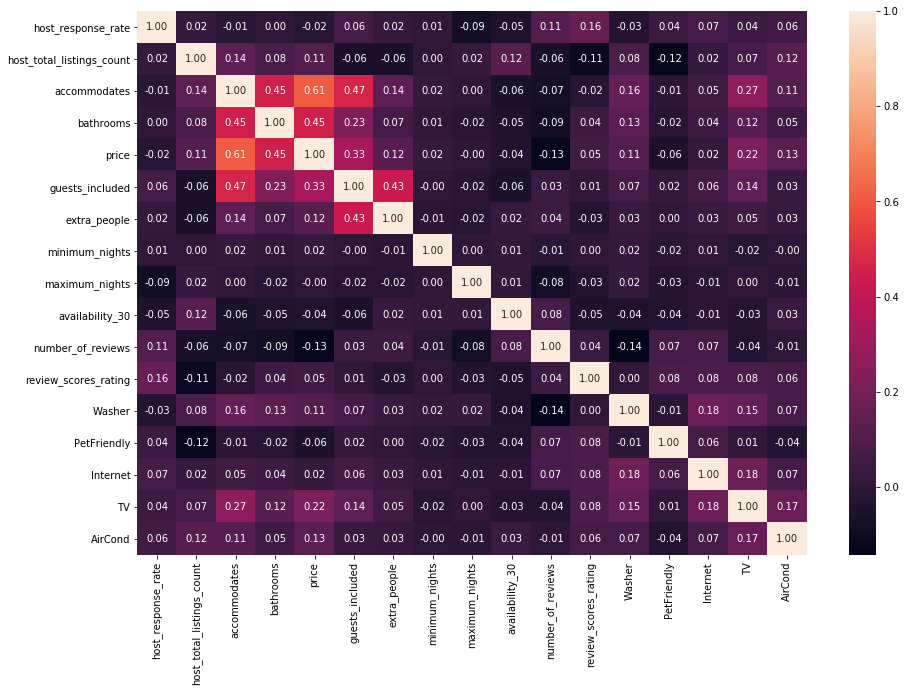 host_response_rate 1.00 0.02 -0.01 0.00 -0.02 0.06 0.02 0.01 -0.09 -0.05 0.11 0.16 -0.03 0.04 0.07 0.04 0.06
host_total_listings_count 0.02 1.00 0.14 0.08 0.11 -0.06 -0.06 0.00 0.02 0.12 -0.06 -0.11 0.08 -0.12 0.02 0.07 0.12
accommodates -0.01 0.14 1.00 0.45 0.61 0.47 0.14 0.02 0.00 -0.06 -0.07 -0.02 0.16 -0.01 0.05 0.27 0.11
bathrooms 0.00 0.08 0.45 1.00 0.45 0.23 0.07 0.01 -0.02 -0.05 -0.09 0.04 0.13 -0.02 0.04 0.12 0.05
price -0.02 0.11 0.61 0.45 1.00 0.33 0.12 0.02 -0.00 -0.04 -0.13 0.05 0.11 -0.06 0.02 0.22 0.13
guests_included 0.06 -0.06 0.47 0.23 0.33 1.00 0.43 -0.00 -0.02 -0.06 0.03 0.01 0.07 0.02 0.06 0.14 0.03
extra_people 0.02 -0.06 0.14 0.07 0.12 0.43 1.00 -0.01 -0.02 0.02 0.04 -0.03 0.03 0.00 0.03 0.05 0.03
minimum_nights 0.01 0.00 0.02 0.01 0.02 -0.00 -0.01 1.00 0.00 0.01 -0.01 0.00 0.02 -0.02 0.01 -0.02 -0.00
maximum_nights -0.09 0.02 0.00 -0.02 -0.00 -0.02 -0.02 0.00 1.00 0.01 -0.08 -0.03 0.02 -0.03 -0.01 0.00 -0.01
availability_30 -0.05 0.12 -0.06 -0.05 -0.04 -0.06 0.02 0.01 0.01 1.00 0.08 -0.05 -0.04 -0.04 -0.01 -0.03 0.03
number_of_reviews 0.11 -0.06 -0.07 -0.09 -0.13 0.03 0.04 -0.01 -0.08 0.08 1.00 0.04 -0.14 0.07 0.07 -0.04 -0.01
review_scores_rating 0.16 -0.11 -0.02 0.04 0.05 0.01 -0.03 0.00 -0.03 -0.05 0.04 1.00 0.00 0.08 0.08 0.08 0.06
Washer -0.03 0.08 0.16 0.13 0.11 0.07 0.03 0.02 0.02 -0.04 -0.14 0.00 1.00 -0.01 0.18 0.15 0.07
PetFriendly 0.04 -0.12 -0.01 -0.02 -0.06 0.02 0.00 -0.02 -0.03 -0.04 0.07 0.08 -0.01 1.00 0.06 0.01 -0.04
Internet 0.07 0.02 0.05 0.04 0.02 0.06 0.03 0.01 -0.01 -0.01 0.07 0.08 0.18 0.06 1.00 0.18 0.07
TV 0.04 0.07 0.27 0.12 0.22 0.14 0.05 -0.02 0.00 -0.03 -0.04 0.08 0.15 0.01 0.18 1.00 0.17
AirCond 0.06 0.12 0.11 0.05 0.13 0.03 0.03 -0.00 -0.01 0.03 -0.01 0.06 0.07 -0.04 0.07 0.17 1.00
host_response_rate
host_total_listings_count
accommodates
bathrooms
price
guests_included
extra_people
minimum_nights
maximum_nights
availability_30
number_of_reviews
review_scores_rating
Washer
PetFriendly
Internet
TV
AirCond
1.0
0.8
0.6
0.4
0.2
0.0